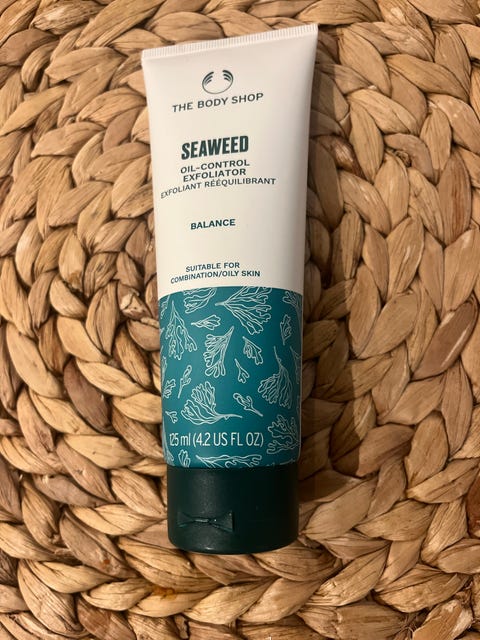 THE BODY SHOP
SEAWEED
OIL-CONTROL
EXFOLIATOR
EXFOLIANT RÉÉQUILIBRANT
BALANCE
SUITABLE FOR
COMBINATION/OILY SKIN
125 ml (4.2 US FL OZ)